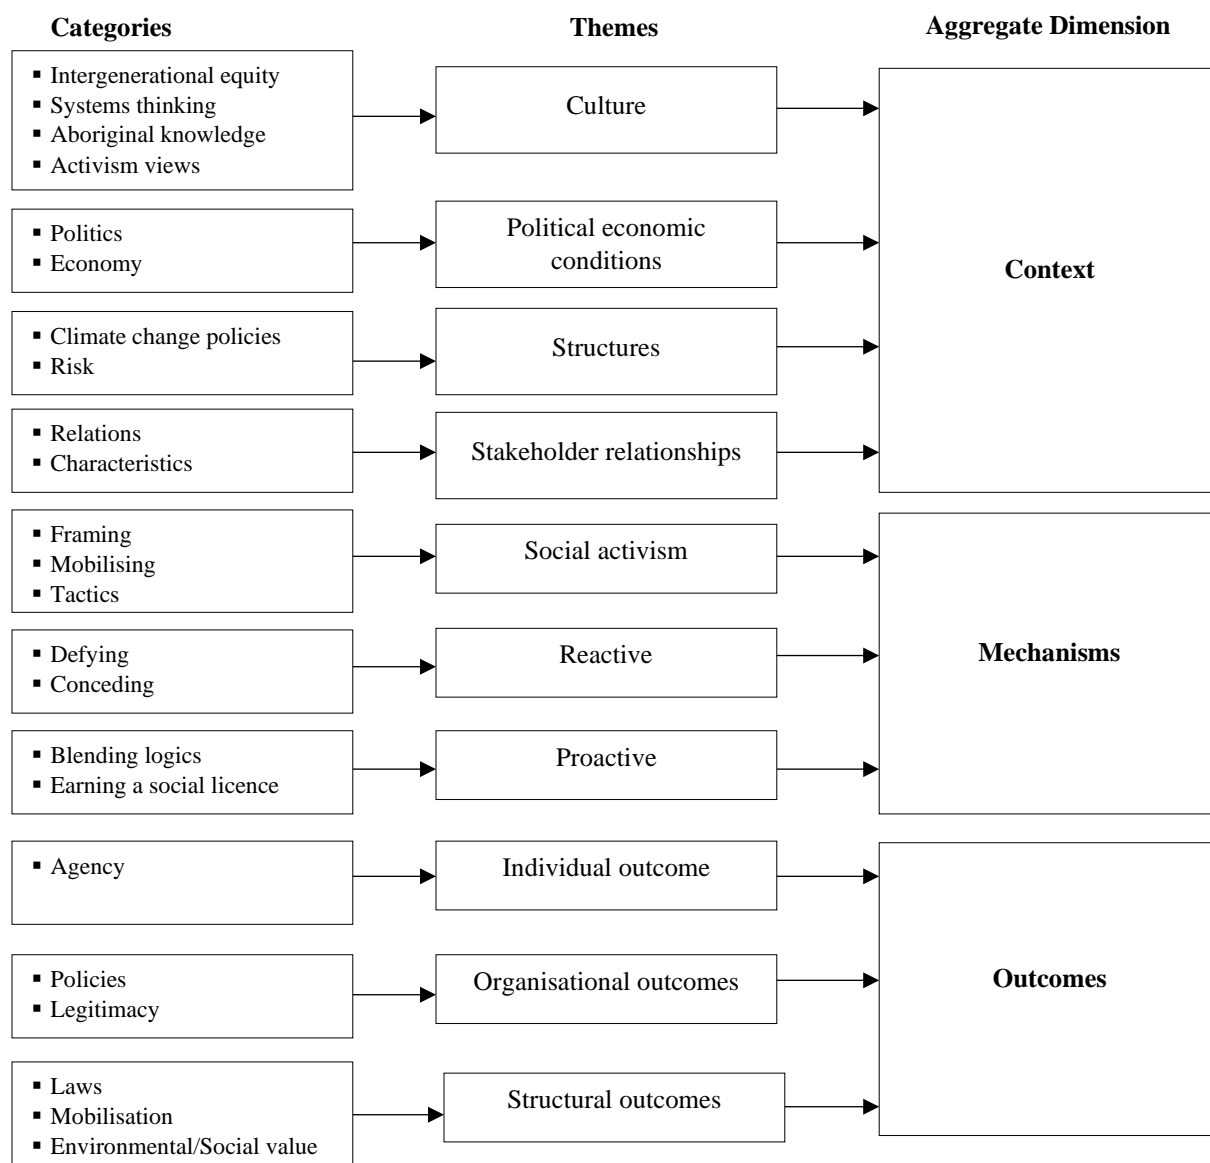 Categories
Themes
Aggregate Dimension
▪ Intergenerational equity
▪ Systems thinking
▪ Aboriginal knowledge
▪ Activism views
Culture
▪ Politics
▪ Economy
Political economic
conditions
▪ Climate change policies
▪ Risk
Structures
▪ Relations
▪ Characteristics
Stakeholder relationships
Context
▪ Framing
▪ Mobilising
▪ Tactics
Social activism
▪ Defying
▪ Conceding
Reactive
▪ Blending logics
▪ Earning a social licence
Proactive
Mechanisms
▪ Agency
Individual outcome
▪ Policies
▪ Legitimacy
Organisational outcomes
▪ Laws
▪ Mobilisation
▪ Environmental/Social value
Structural outcomes
Outcomes